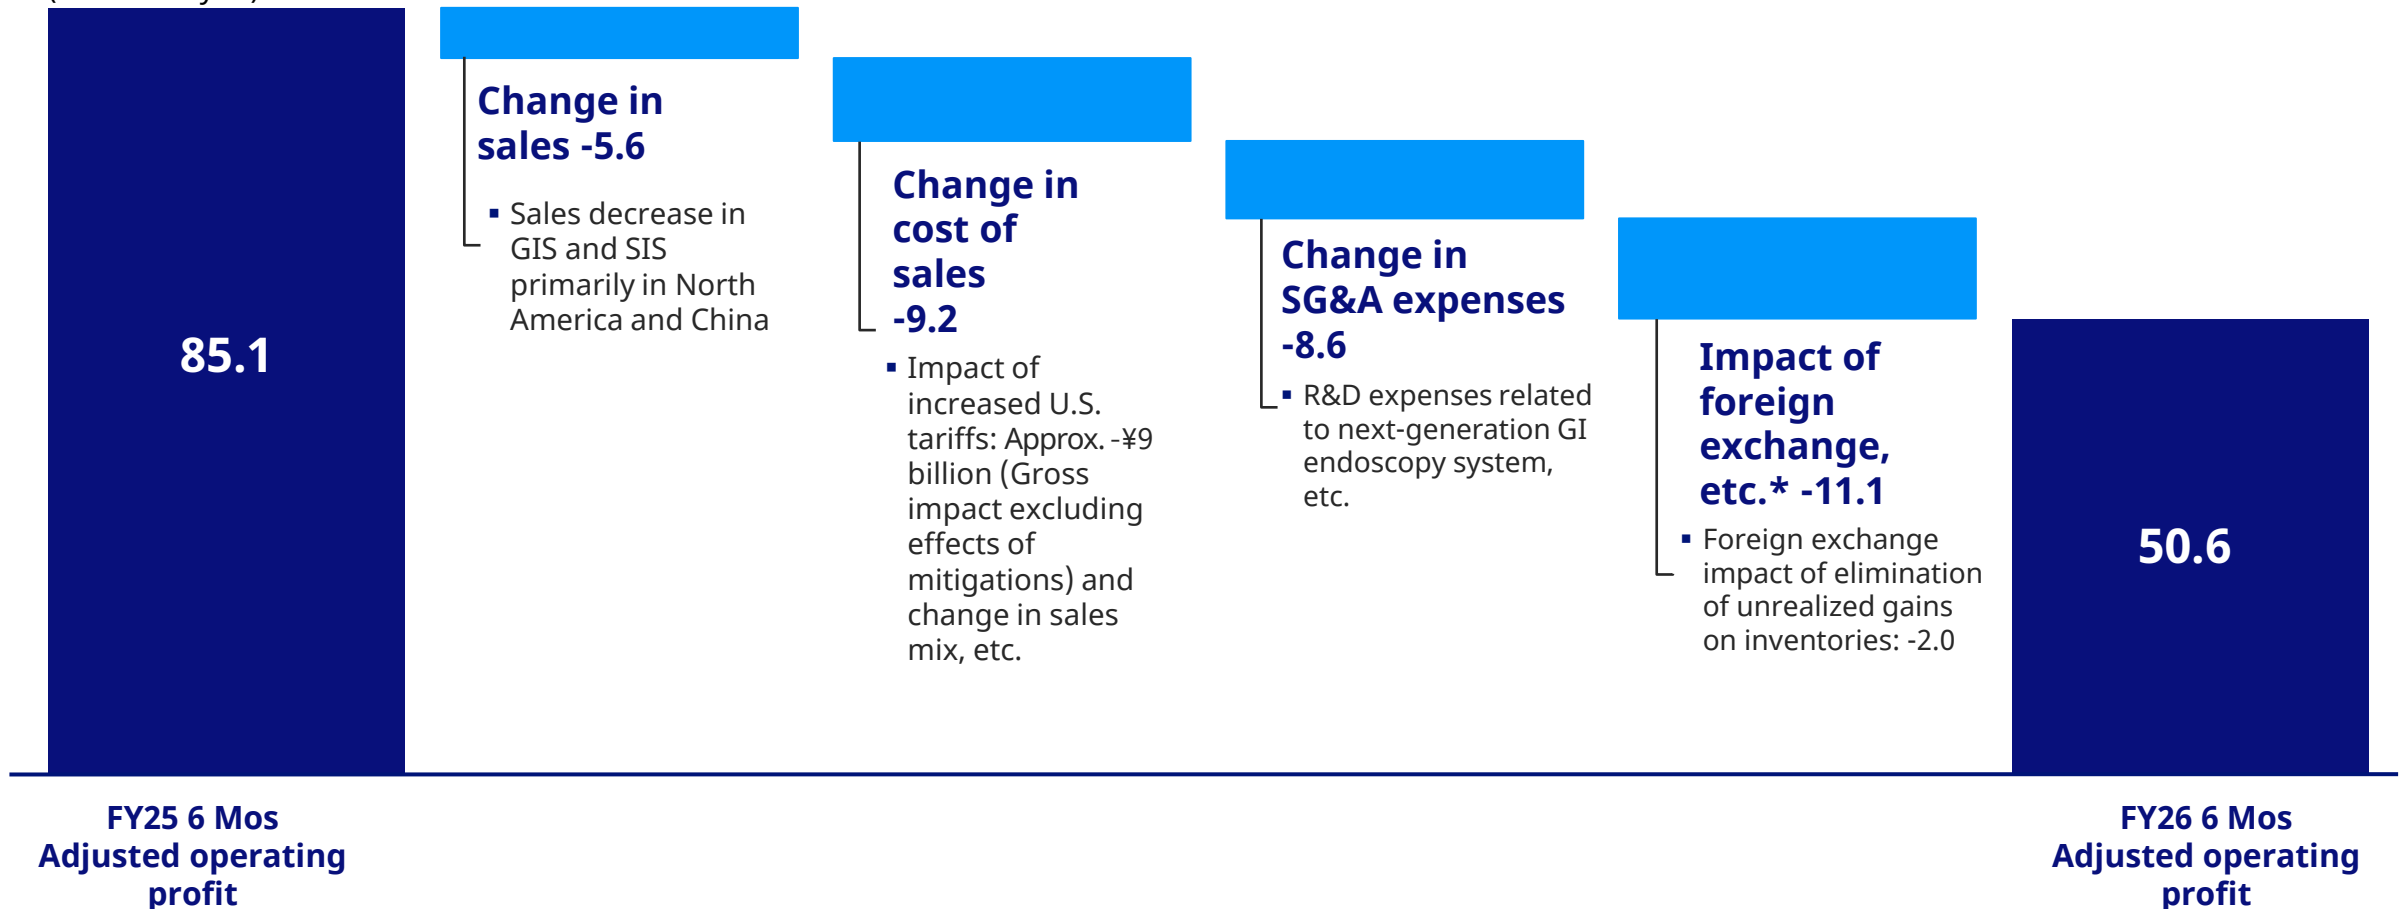 Change in
sales -5.6
▪ Sales decrease in
GIS and SIS
primarily in North
America and China
Change in
cost of
sales
-9.2
▪ Impact of
increased U.S.
tariffs: Approx. -¥9
billion (Gross
impact excluding
effects of
mitigations) and
change in sales
mix, etc.
Change in
SG&A expenses
-8.6
▪ R&D expenses related
to next-generation GI
endoscopy system,
etc.
Impact of
foreign
exchange,
etc.* -11.1
▪ Foreign exchange
impact of elimination
of unrealized gains
on inventories: -2.0
85.1
50.6
FY25 6 Mos
Adjusted operating
profit
FY26 6 Mos
Adjusted operating
profit